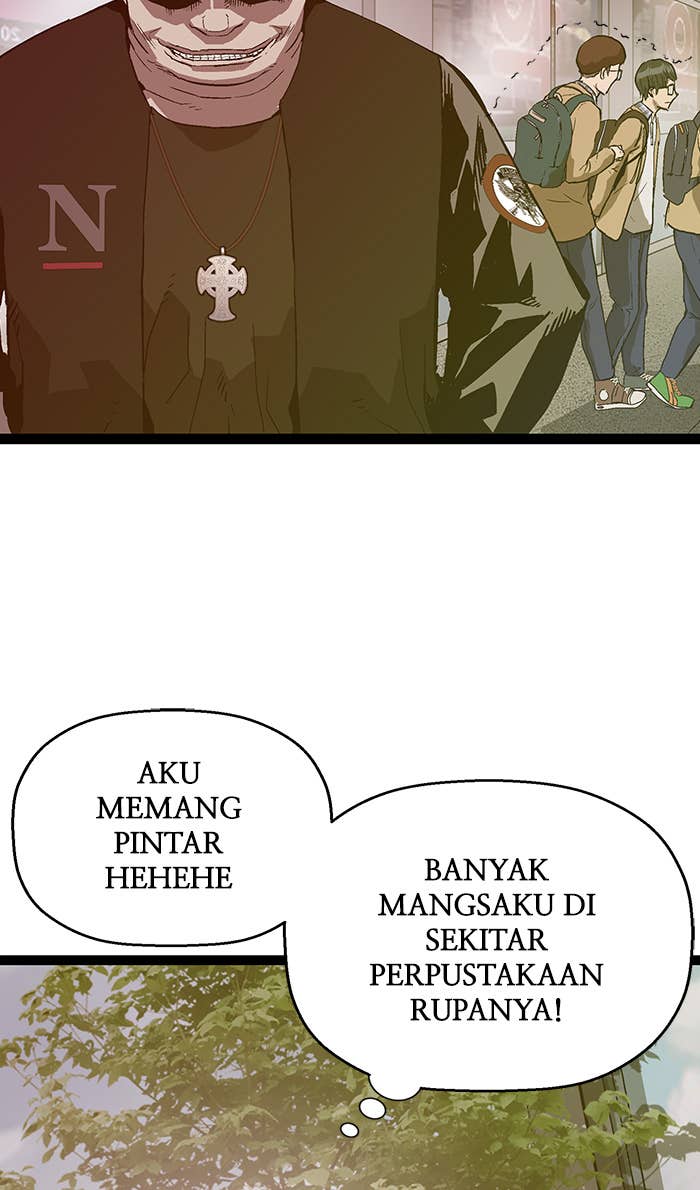 N
AKU
MEMANG
PINTAR
HEHEHE
BANYAK
MANGSAKU DI
SEKITAR
PERPUSTAKAAN
RUPANYA!